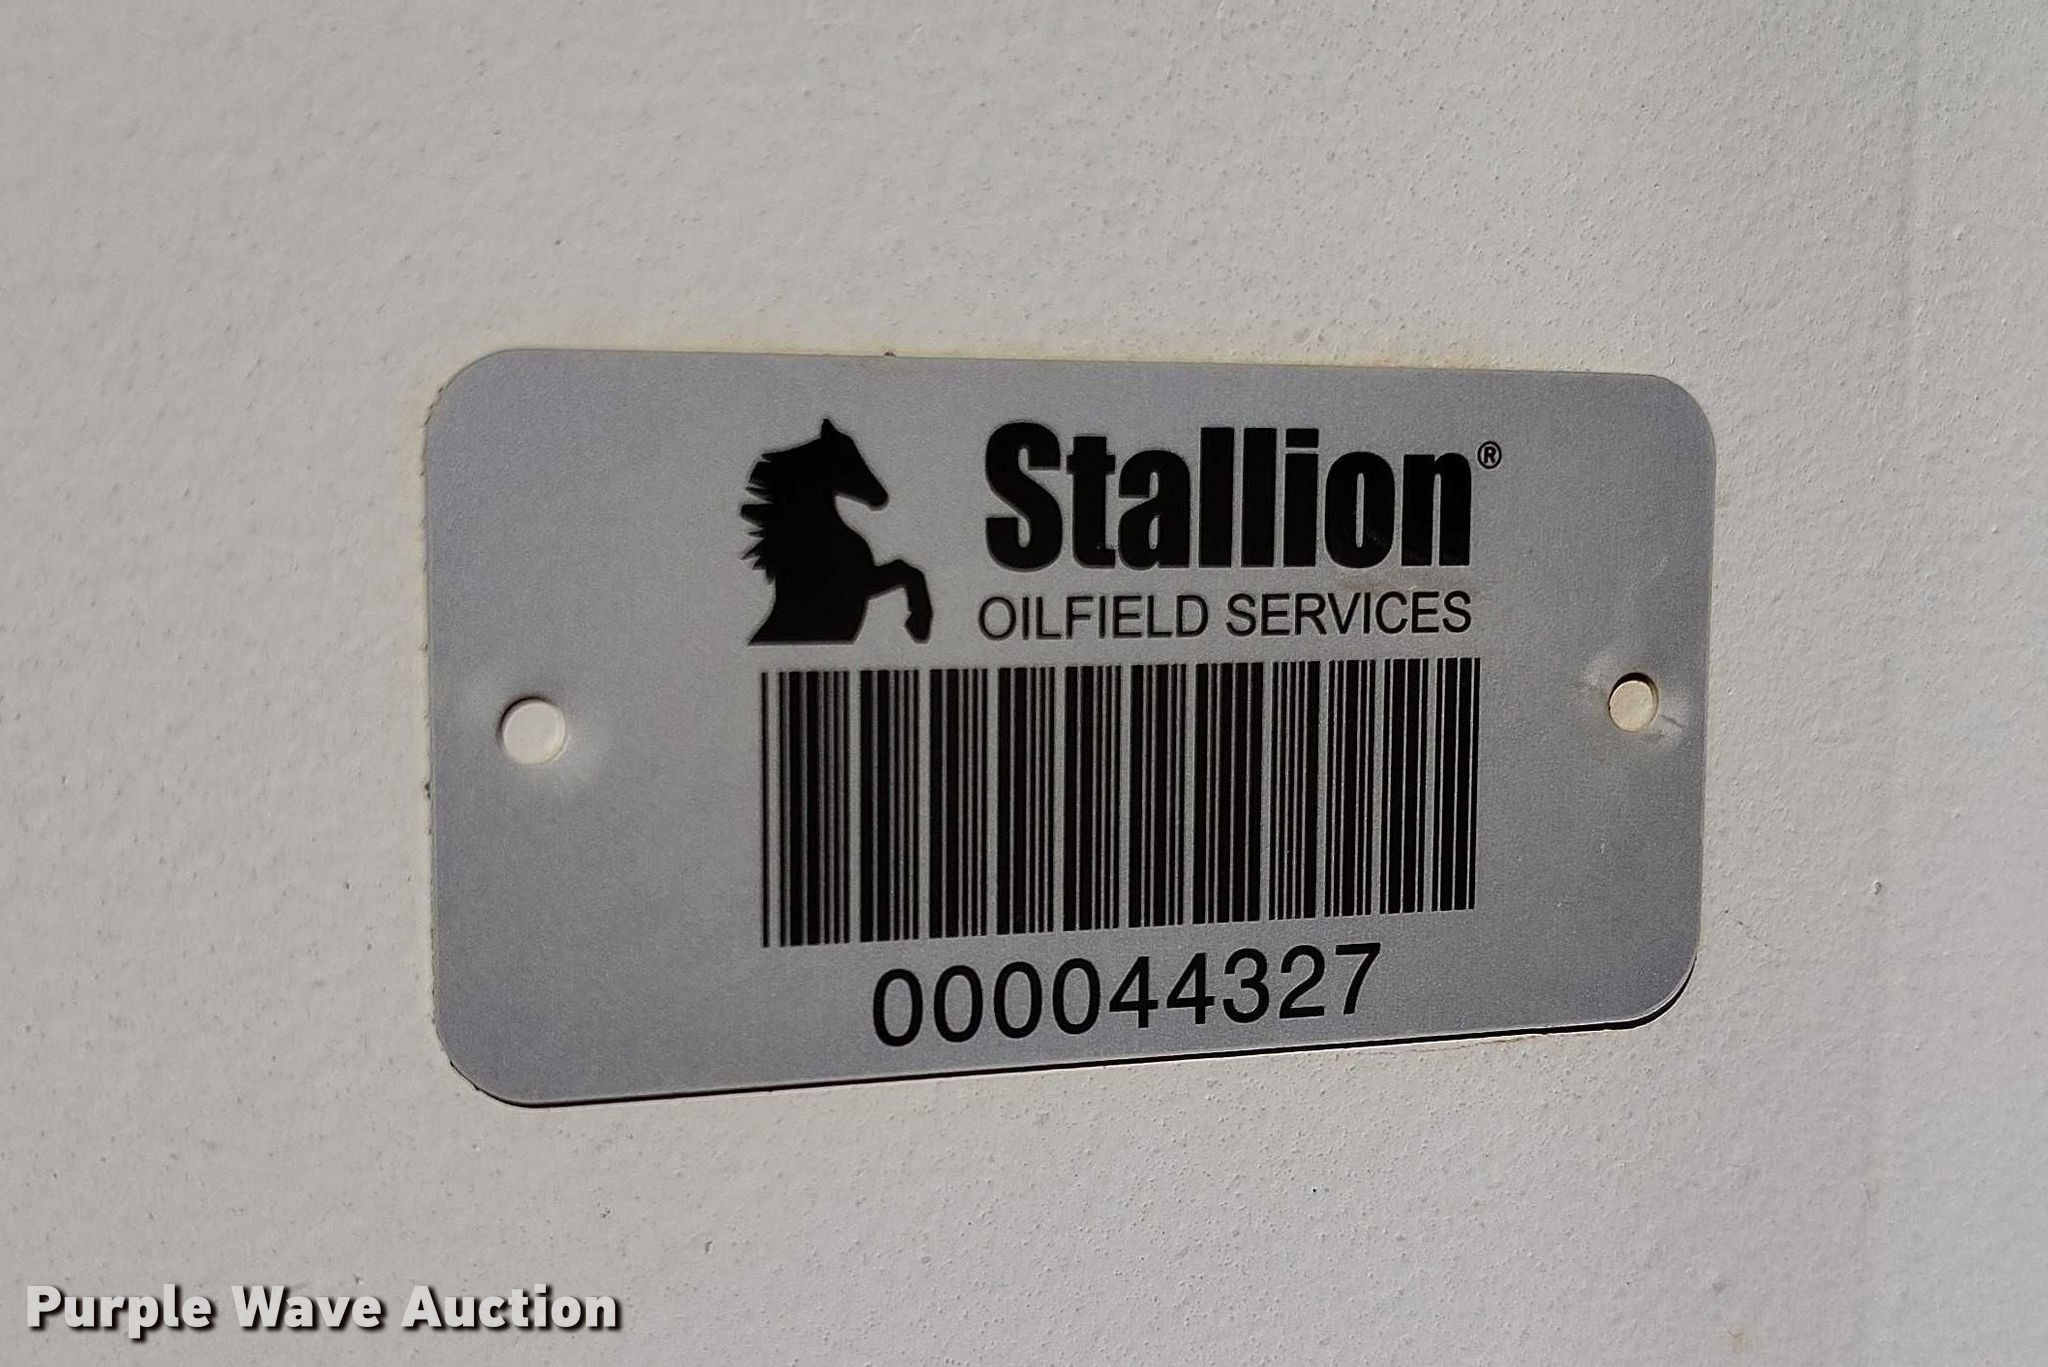 Stallion®
OILFIELD SERVICES
000044327
Purple Wave Auction